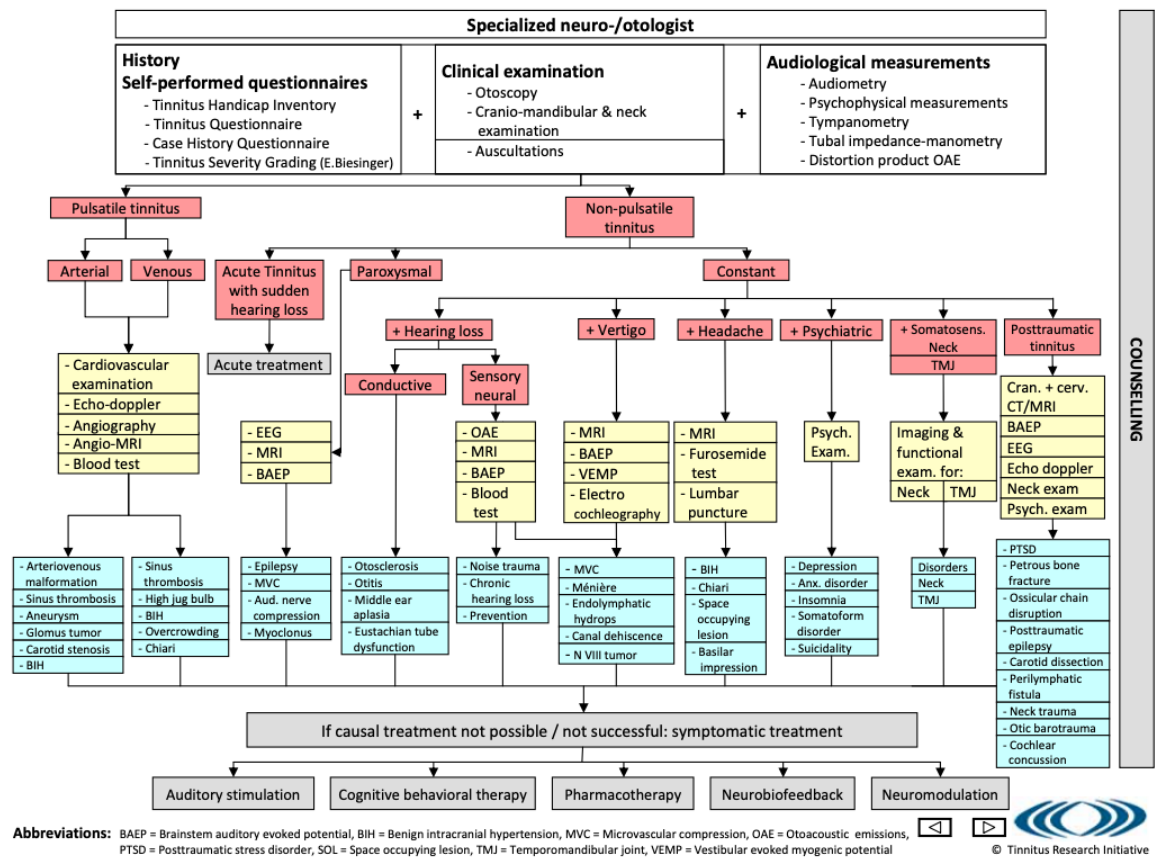 Specialized neuro-/otologist
History
Self-performed questionnaires
- Tinnitus Handicap Inventory
- Tinnitus Questionnaire
- Case History Questionnaire
- Tinnitus Severity Grading (E.Biesinger)
+
Clinical examination
- Otoscopy
- Cranio-mandibular & neck
examination
- Auscultations
+
Audiological measurements
- Audiometry
- Psychophysical measurements
- Tympanometry
- Tubal impedance-manometry
- Distortion product OAE
Pulsatile tinnitus
Non-pulsatile
tinnitus
Arterial
Venous
Acute Tinnitus
with sudden
hearing loss
Paroxysmal
Constant
Acute treatment
+ Hearing loss
+ Vertigo
+ Headache
+ Psychiatric
+ Somatosens.
Neck
TMJ
Posttraumatic
tinnitus
Conductive
Sensory
neural
- Cardiovascular
examination
- Echo-doppler
- Angiography
- Angio-MRI
- Blood test
- EEG
- MRI
- BAEP
- OAE
- MRI
- BAEP
- Blood
test
- MRI
- BAEP
- VEMP
- Electro
cochleography
- MRI
- Furosemide
test
- Lumbar
puncture
Psych.
Exam.
Imaging &
functional
exam. for:
Neck
TMJ
Cran. + cerv.
CT/MRI
BAEP
EEG
Echo doppler
Neck exam
Psych. exam
- Arteriovenous
malformation
- Sinus thrombosis
- Aneurysm
- Glomus tumor
- Carotid stenosis
- BIH
- Sinus
thrombosis
- High jug bulb
- BIH
- Overcrowding
- Chiari
- Epilepsy
- MVC
- Aud. nerve
compression
- Myoclonus
- Otosclerosis
- Otitis
- Middle ear
aplasia
- Eustachian tube
dysfunction
- Noise trauma
- Chronic
hearing loss
- Prevention
- MVC
- Ménière
- Endolymphatic
hydrops
- Canal dehiscence
- N VIII tumor
- BIH
- Chiari
- Space
occupying
lesion
- Basilar
impression
- Depression
- Anx. disorder
- Insomnia
- Somatoform
disorder
- Suicidality
Disorders
- Neck
- TMJ
- PTSD
- Petrous bone
fracture
- Ossicular chain
disruption
- Posttraumatic
epilepsy
- Carotid dissection
- Perilymphatic
fistula
- Neck trauma
- Otic barotrauma
- Cochlear
concussion
COUNSELLING
If causal treatment not possible / not successful: symptomatic treatment
Auditory stimulation
Cognitive behavioral therapy
Pharmacotherapy
Neurobiofeedback
Neuromodulation
Abbreviations: BAEP = Brainstem auditory evoked potential, BIH = Benign intracranial hypertension, MVC = Microvascular compression, OAE = Otoacoustic emissions,
PTSD = Posttraumatic stress disorder, SOL = Space occupying lesion, TMJ = Temporomandibular joint, VEMP = Vestibular evoked myogenic potential
© Tinnitus Research Initiative